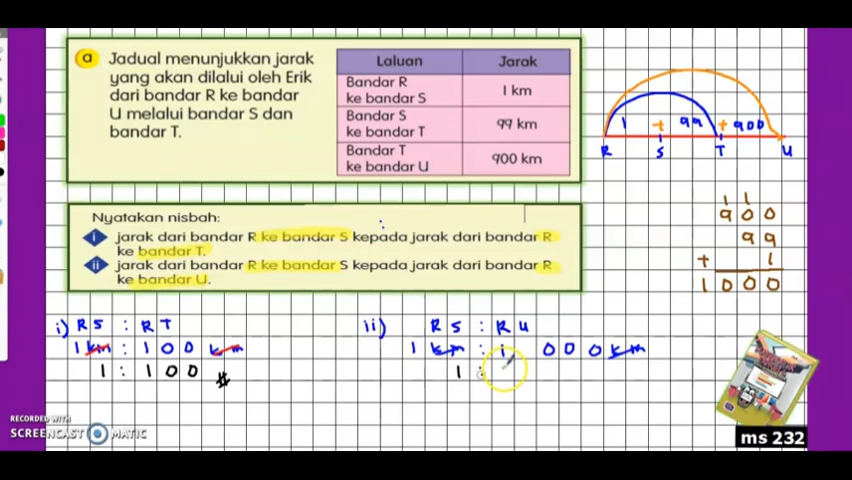 a Jadual menunjukkan jarak
yang akan dilalui oleh Erik
dari bandar R ke bandar
U melalui bandar S dan
bandar T.
Laluan Jarak
Bandar R
ke bandar S
1 km
Bandar S
ke bandar T
99 km
Bandar T
ke bandar U
900 km
1 + 99 + 900
R S T U
Nyatakan nisbah:
i jarak dari bandar R ke bandar S kepada jarak dari bandar R
ke bandar T.
ii jarak dari bandar R ke bandar S kepada jarak dari bandar R
ke bandar U.
1 1
900
99
+ 1
1000
i) RS : RT
1 km : 100 km
1 : 100 #
ii) RS : RU
1 km : 1 000 km
1 :
RECORDED WITH
SCREENCAST MATIC
ms 232